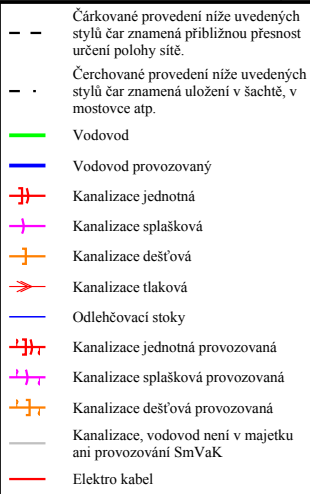 Čárkované provedení níže uvedených
stylů čar znamená přibližnou přesnost
určení polohy sítě.
Čerchované provedení níže uvedených
stylů čar znamená uložení v šachtě, v
mostovce atp.
Vodovod
Vodovod provozovaný
Kanalizace jednotná
Kanalizace splašková
Kanalizace dešťová
Kanalizace tlaková
Odlehčovací stoky
Kanalizace jednotná provozovaná
Kanalizace splašková provozovaná
Kanalizace dešťová provozovaná
Kanalizace, vodovod není v majetku
ani provozování SmVaK
Elektro kabel